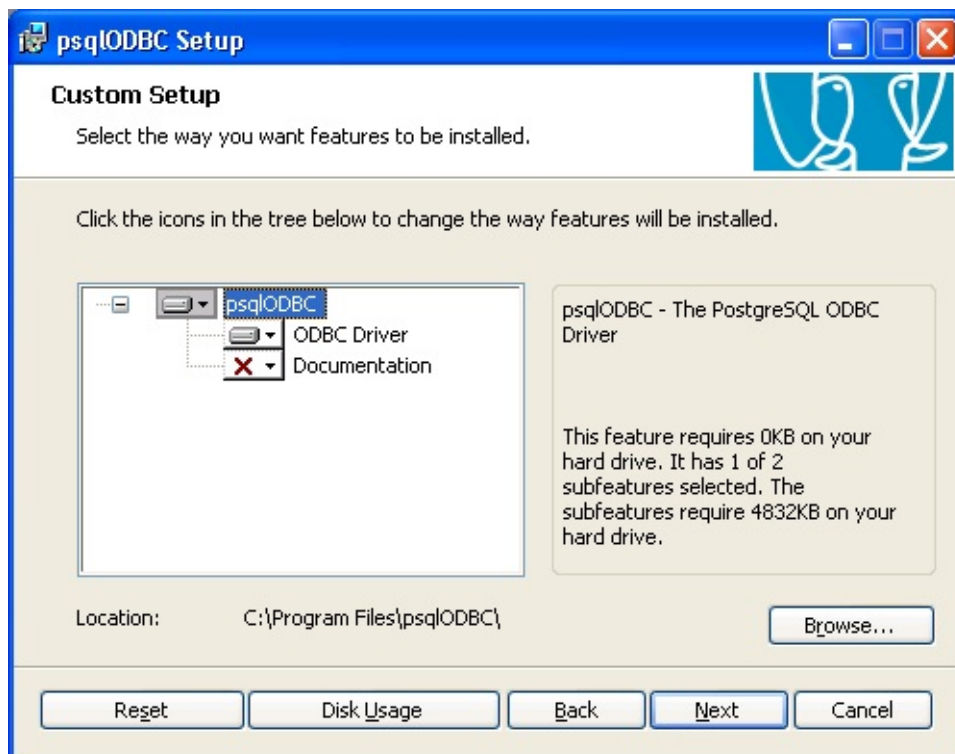 psqlODBC Setup
Custom Setup
Select the way you want features to be installed.
Click the icons in the tree below to change the way features will be installed.
psqlODBC
ODBC Driver
Documentation
psqlODBC - The PostgreSQL ODBC
Driver
This feature requires 0KB on your
hard drive. It has 1 of 2
subfeatures selected. The
subfeatures require 4832KB on your
hard drive.
Location: C:\Program Files\psqlODBC\
Browse...
Reset Disk Usage Back Next Cancel